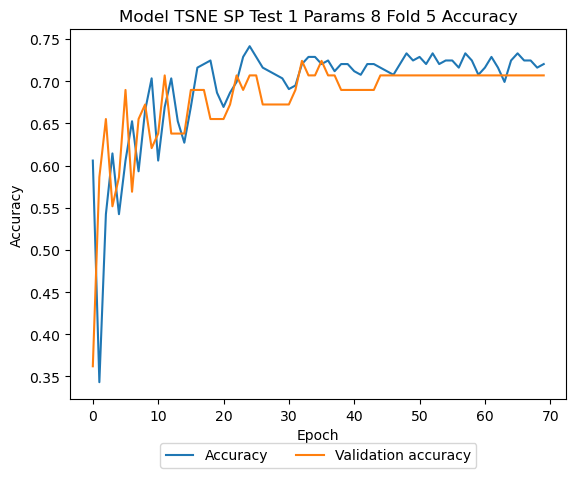 Model TSNE SP Test 1 Params 8 Fold 5 Accuracy
Accuracy
0.75
0.70
0.65
0.60
0.55
0.50
0.45
0.40
0.35
0 10 20 30 40 50 60 70
Epoch
Accuracy Validation accuracy